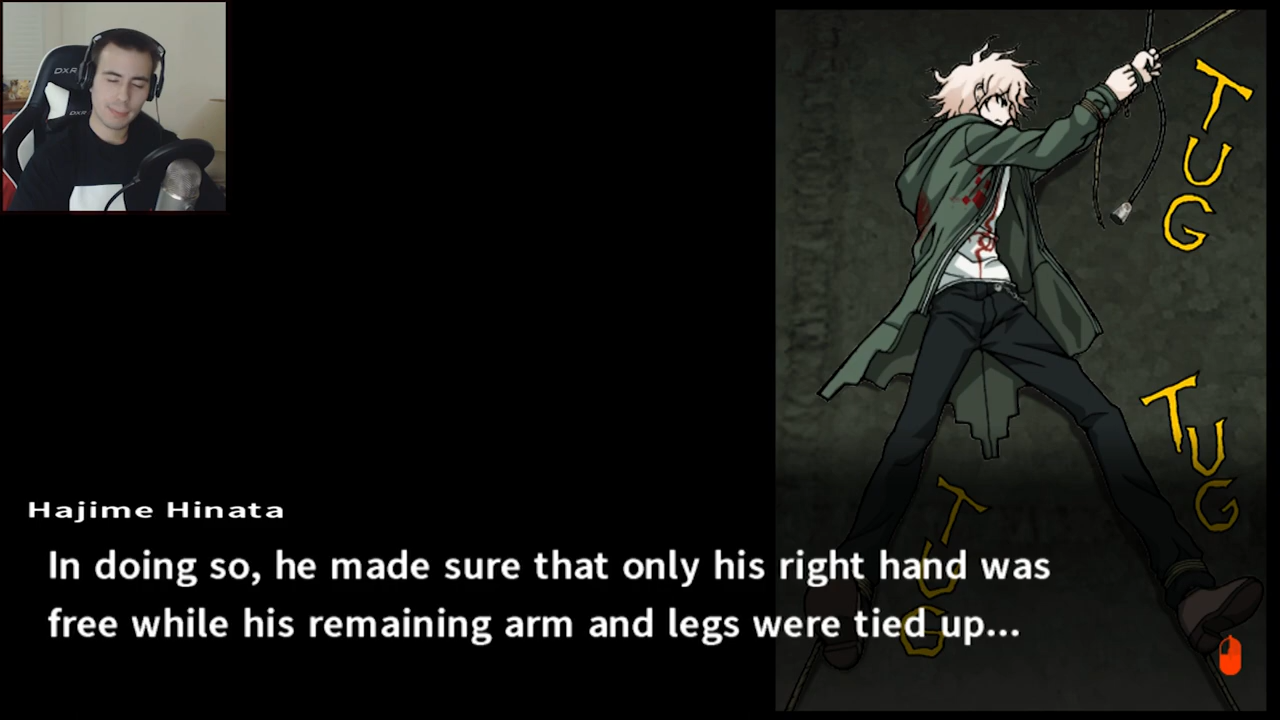 DXR
DXR
TUG
TUG
TUG
Hajime Hinata
In doing so, he made sure that only his right hand was
free while his remaining arm and legs were tied up...